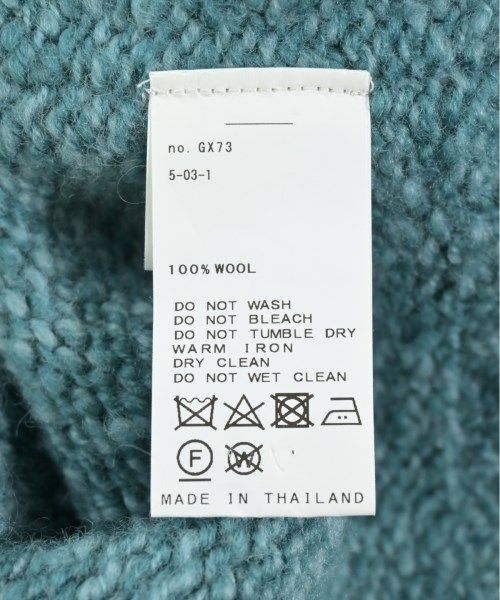 no. GX73
5-03-1
100% WOOL
DO NOT WASH
DO NOT BLEACH
DO NOT TUMBLE DRY
WARM IRON
DRY CLEAN
DO NOT WET CLEAN
F W
MADE IN THAILAND